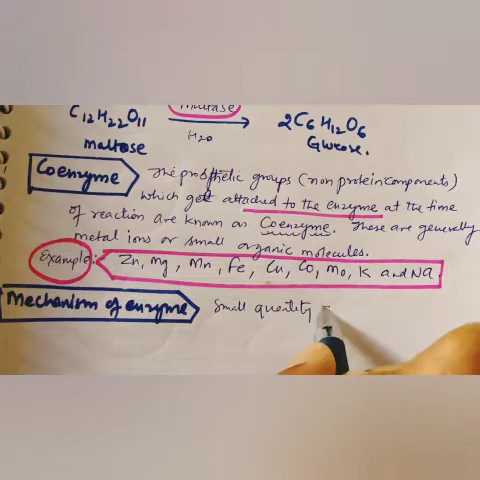 C12H22O11 maltase 2C6H12O6
maltose H2O Glucose.
Coenzyme The prosthetic groups (non protein components)
which get attached to the enzyme at the time
of reaction are known as Coenzyme. These are generally
metal ions or small organic molecules.
Example: Zn, Mg, Mn, Fe, Cu, Co, Mo, K and Na.
Mechanism of enzyme Small quantity